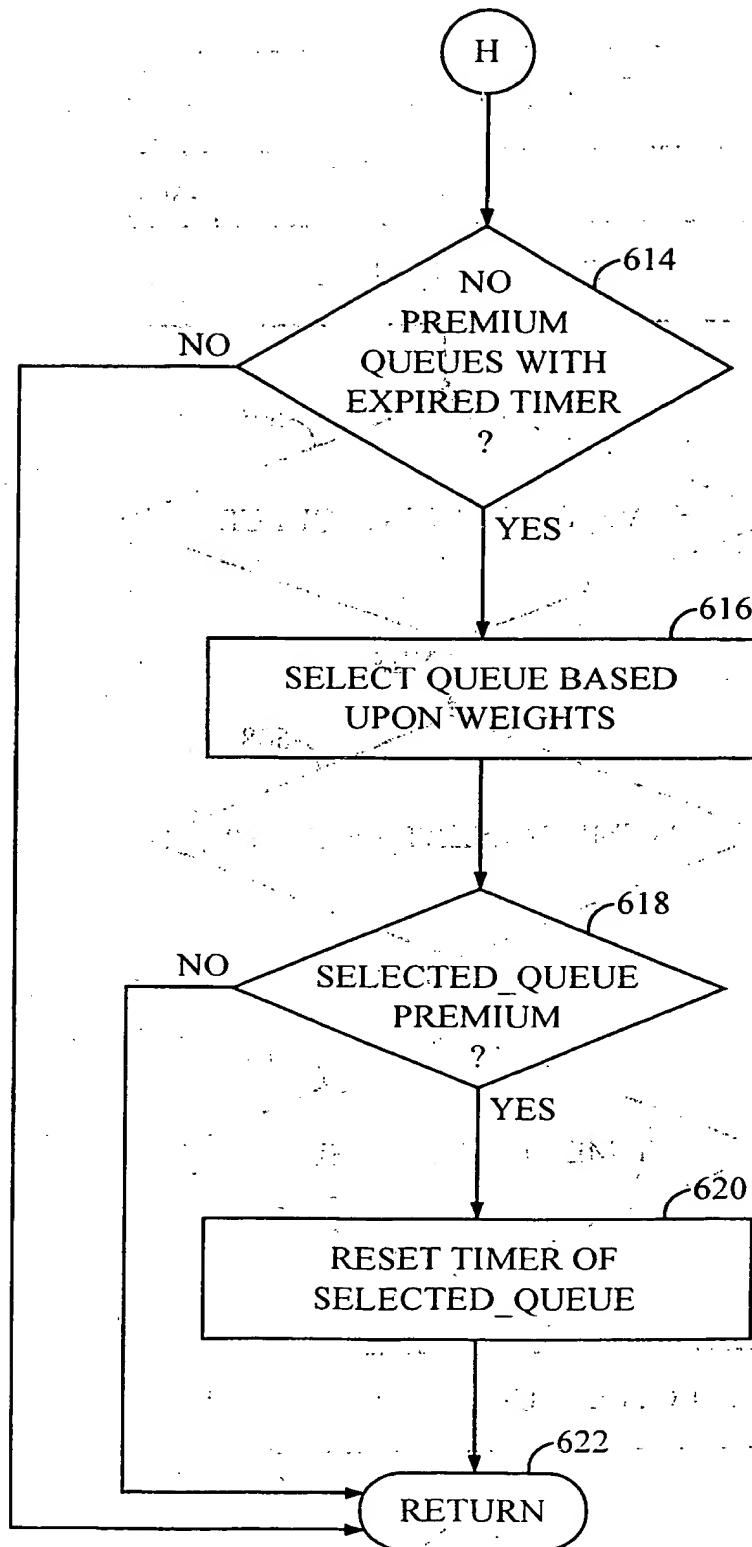 H
614
NO
PREMIUM
QUEUES WITH
EXPIRED TIMER
?
NO
YES
616
SELECT QUEUE BASED
UPON WEIGHTS
618
NO
SELECTED_QUEUE
PREMIUM
?
YES
620
RESET TIMER OF
SELECTED_QUEUE
622
RETURN